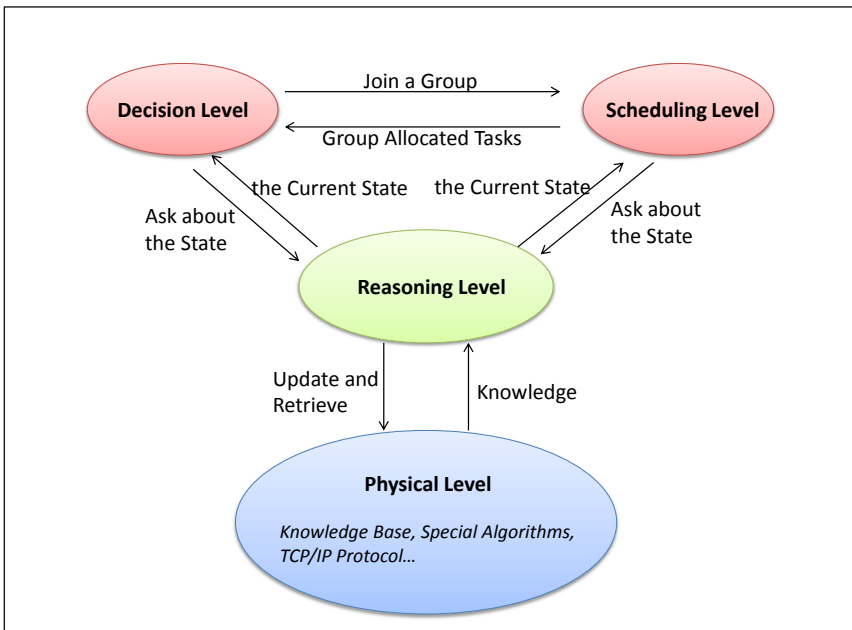 Join a Group
Decision Level
Scheduling Level
Group Allocated Tasks
the Current State
the Current State
Ask about
the State
Ask about
the State
Reasoning Level
Update and
Retrieve
Knowledge
Physical Level
Knowledge Base, Special Algorithms,
TCP/IP Protocol...